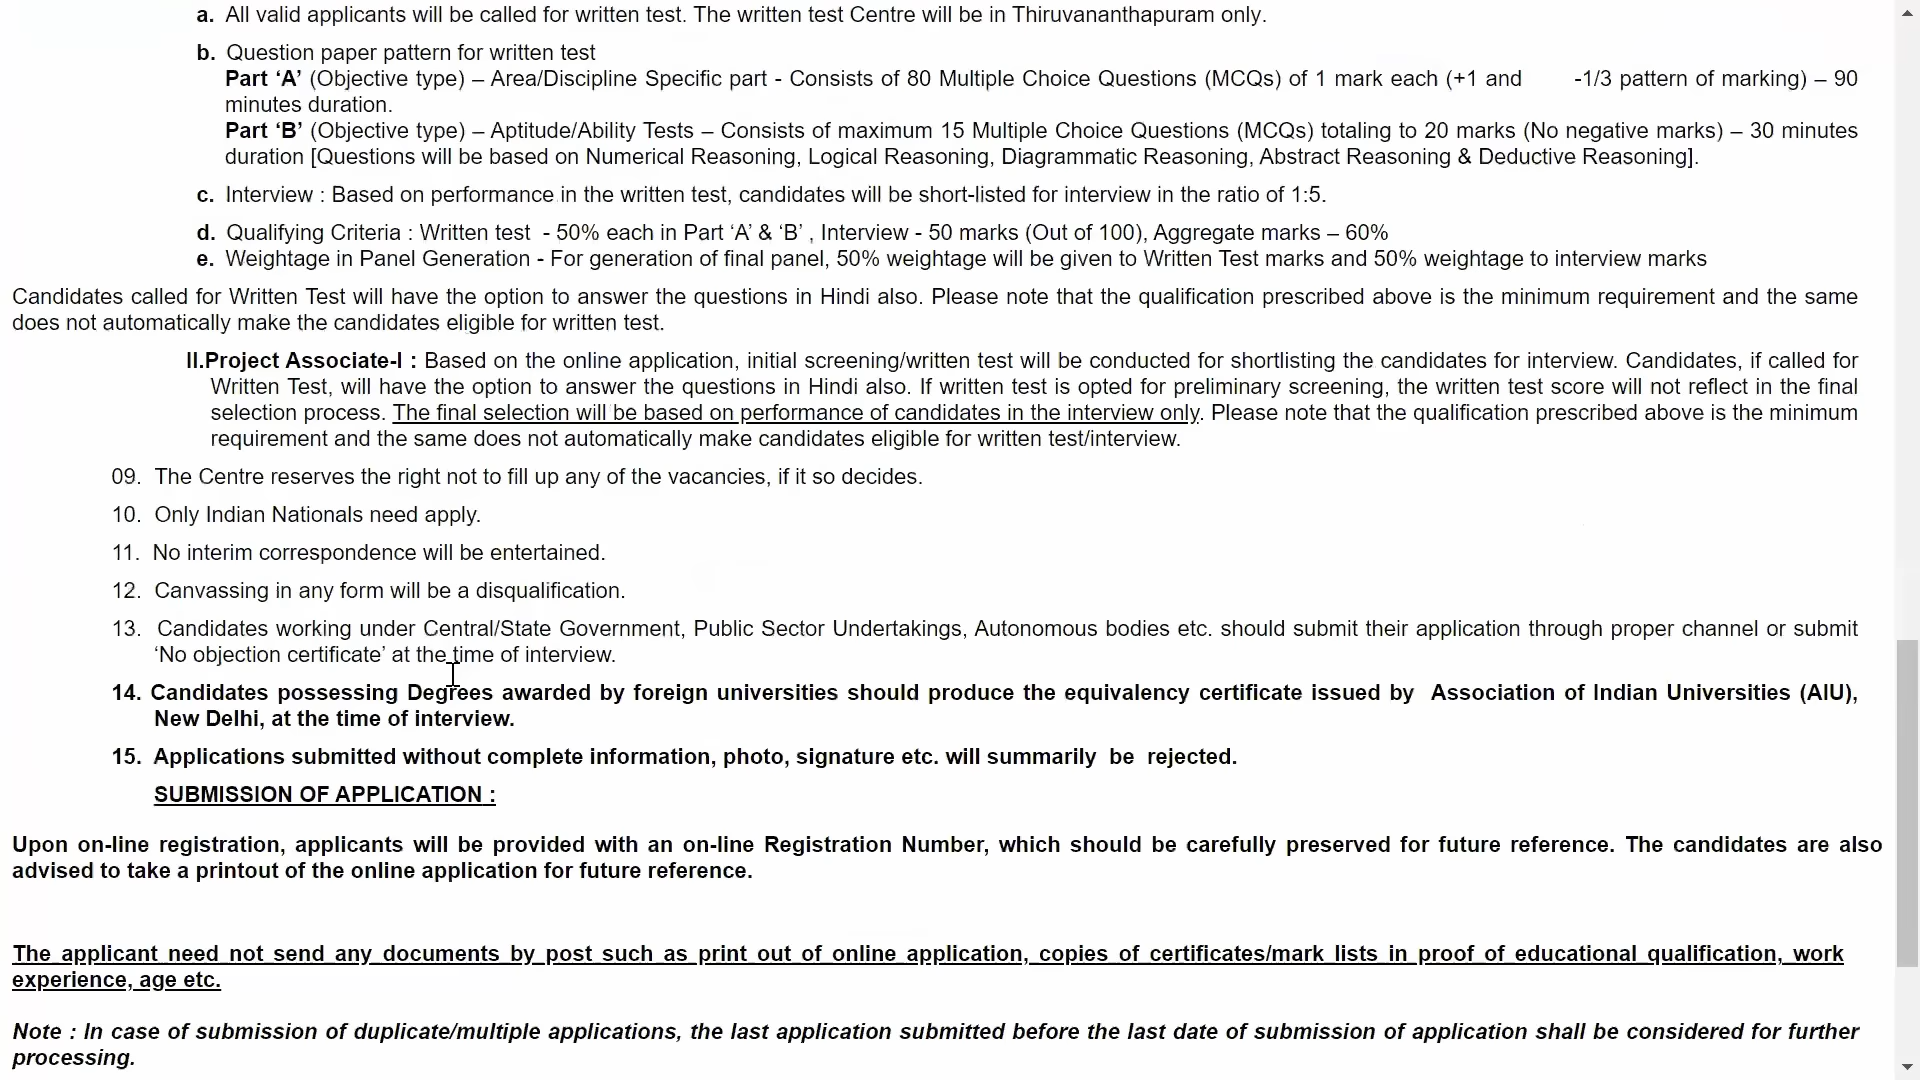 a. All valid applicants will be called for written test. The written test Centre will be in Thiruvananthapuram only.
b. Question paper pattern for written test
Part ‘A’ (Objective type) – Area/Discipline Specific part - Consists of 80 Multiple Choice Questions (MCQs) of 1 mark each (+1 and -1/3 pattern of marking) – 90
minutes duration.
Part ‘B’ (Objective type) – Aptitude/Ability Tests – Consists of maximum 15 Multiple Choice Questions (MCQs) totaling to 20 marks (No negative marks) – 30 minutes
duration [Questions will be based on Numerical Reasoning, Logical Reasoning, Diagrammatic Reasoning, Abstract Reasoning & Deductive Reasoning].
c. Interview : Based on performance in the written test, candidates will be short-listed for interview in the ratio of 1:5.
d. Qualifying Criteria : Written test - 50% each in Part ‘A’ & ‘B’ , Interview - 50 marks (Out of 100), Aggregate marks – 60%
e. Weightage in Panel Generation - For generation of final panel, 50% weightage will be given to Written Test marks and 50% weightage to interview marks
Candidates called for Written Test will have the option to answer the questions in Hindi also. Please note that the qualification prescribed above is the minimum requirement and the same
does not automatically make the candidates eligible for written test.
II.Project Associate-I : Based on the online application, initial screening/written test will be conducted for shortlisting the candidates for interview. Candidates, if called for
Written Test, will have the option to answer the questions in Hindi also. If written test is opted for preliminary screening, the written test score will not reflect in the final
selection process. The final selection will be based on performance of candidates in the interview only. Please note that the qualification prescribed above is the minimum
requirement and the same does not automatically make candidates eligible for written test/interview.
09. The Centre reserves the right not to fill up any of the vacancies, if it so decides.
10. Only Indian Nationals need apply.
11. No interim correspondence will be entertained.
12. Canvassing in any form will be a disqualification.
13. Candidates working under Central/State Government, Public Sector Undertakings, Autonomous bodies etc. should submit their application through proper channel or submit
‘No objection certificate’ at the time of interview.
14. Candidates possessing Degrees awarded by foreign universities should produce the equivalency certificate issued by Association of Indian Universities (AIU),
New Delhi, at the time of interview.
15. Applications submitted without complete information, photo, signature etc. will summarily be rejected.
SUBMISSION OF APPLICATION :
Upon on-line registration, applicants will be provided with an on-line Registration Number, which should be carefully preserved for future reference. The candidates are also
advised to take a printout of the online application for future reference.
The applicant need not send any documents by post such as print out of online application, copies of certificates/mark lists in proof of educational qualification, work
experience, age etc.
Note : In case of submission of duplicate/multiple applications, the last application submitted before the last date of submission of application shall be considered for further
processing.